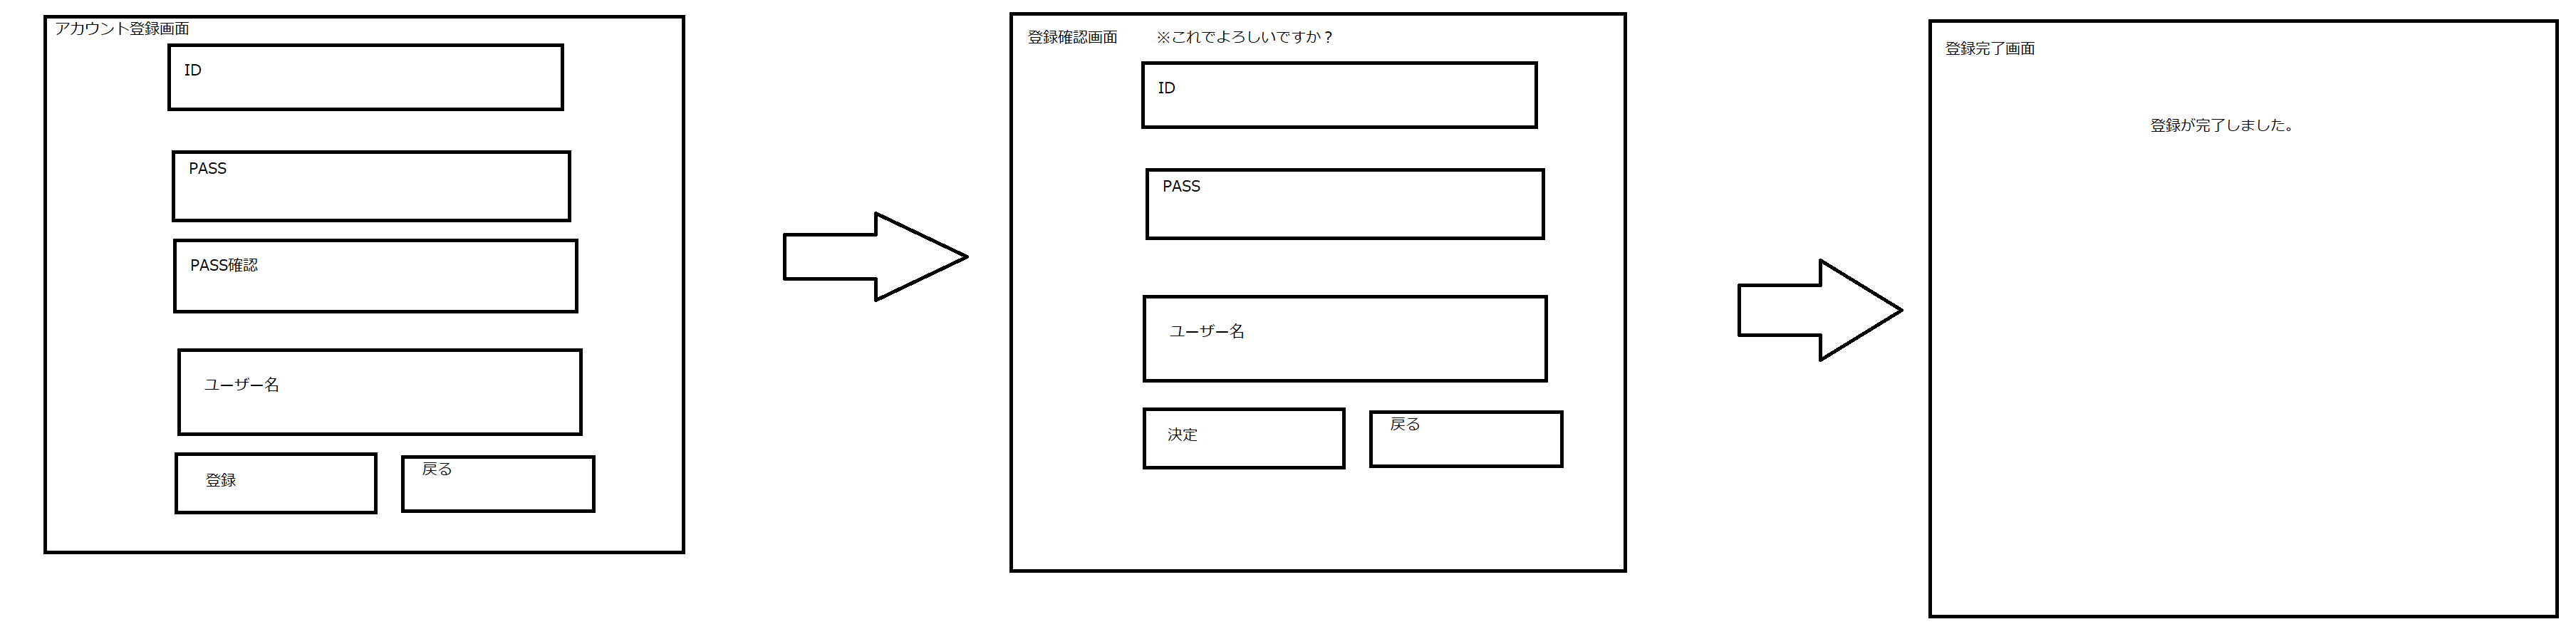 アカウント登録画面
ID
PASS
PASS確認
ユーザー名
登録
戻る
登録確認画面 ※これでよろしいですか？
ID
PASS
ユーザー名
決定
戻る
登録完了画面
登録が完了しました。